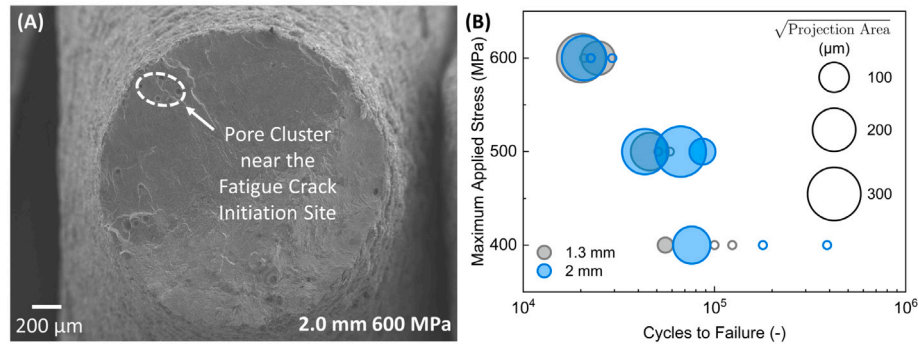 (A)
Pore Cluster
near the
Fatigue Crack
Initiation Site
200 µm
2.0 mm 600 MPa
(B)
Maximum Applied Stress (MPa)
600
500
400
√Projection Area
(µm)
100
200
300
1.3 mm
2 mm
10⁴
10⁵
10⁶
Cycles to Failure (-)